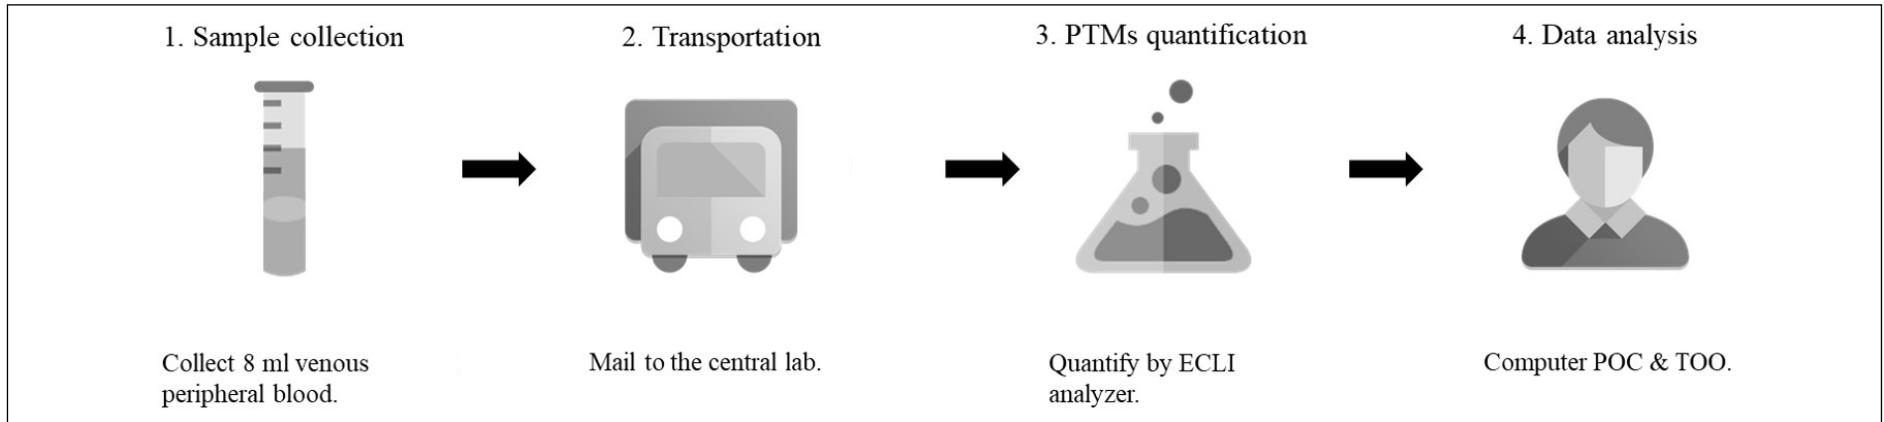 1. Sample collection
2. Transportation
3. PTMs quantification
4. Data analysis
Collect 8 ml venous
peripheral blood.
Mail to the central lab.
Quantify by ECLI
analyzer.
Computer POC & TOO.